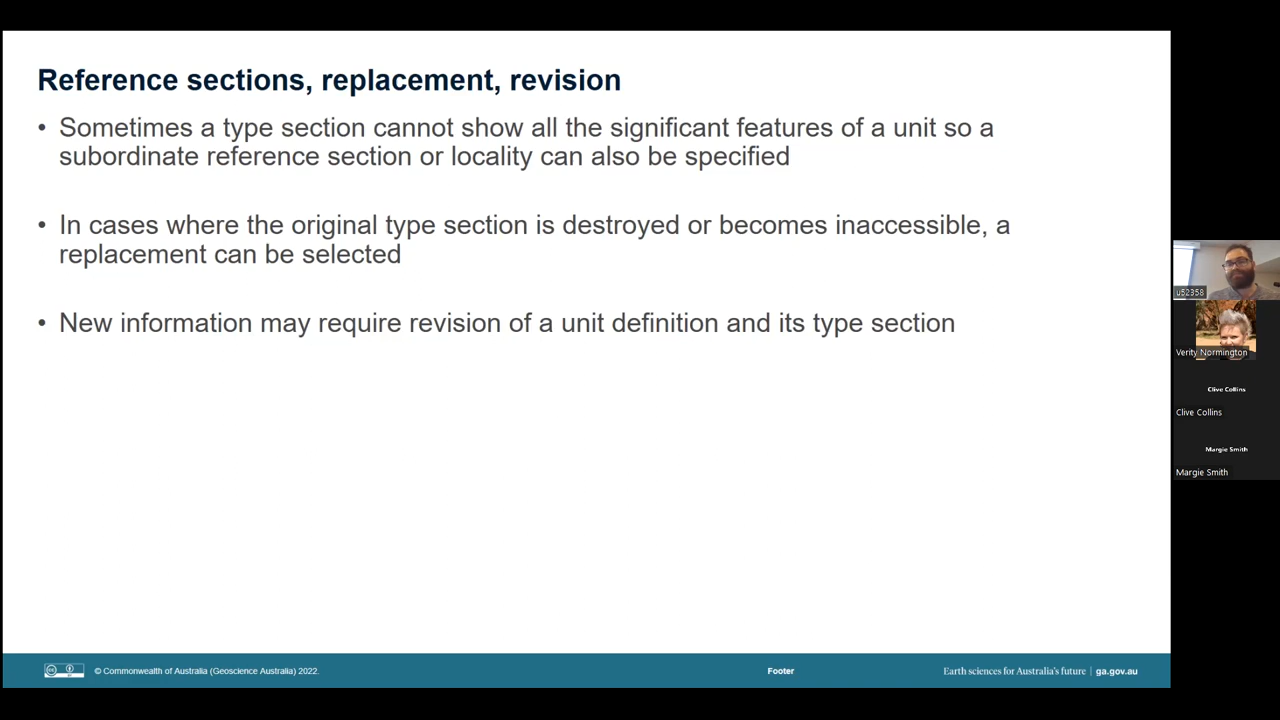 Reference sections, replacement, revision
• Sometimes a type section cannot show all the significant features of a unit so a
subordinate reference section or locality can also be specified
• In cases where the original type section is destroyed or becomes inaccessible, a
replacement can be selected
• New information may require revision of a unit definition and its type section
u52358
Verity Normington
Clive Collins
Clive Collins
Margie Smith
Margie Smith
cc
BY
© Commonwealth of Australia (Geoscience Australia) 2022.
Footer
Earth sciences for Australia's future | ga.gov.au